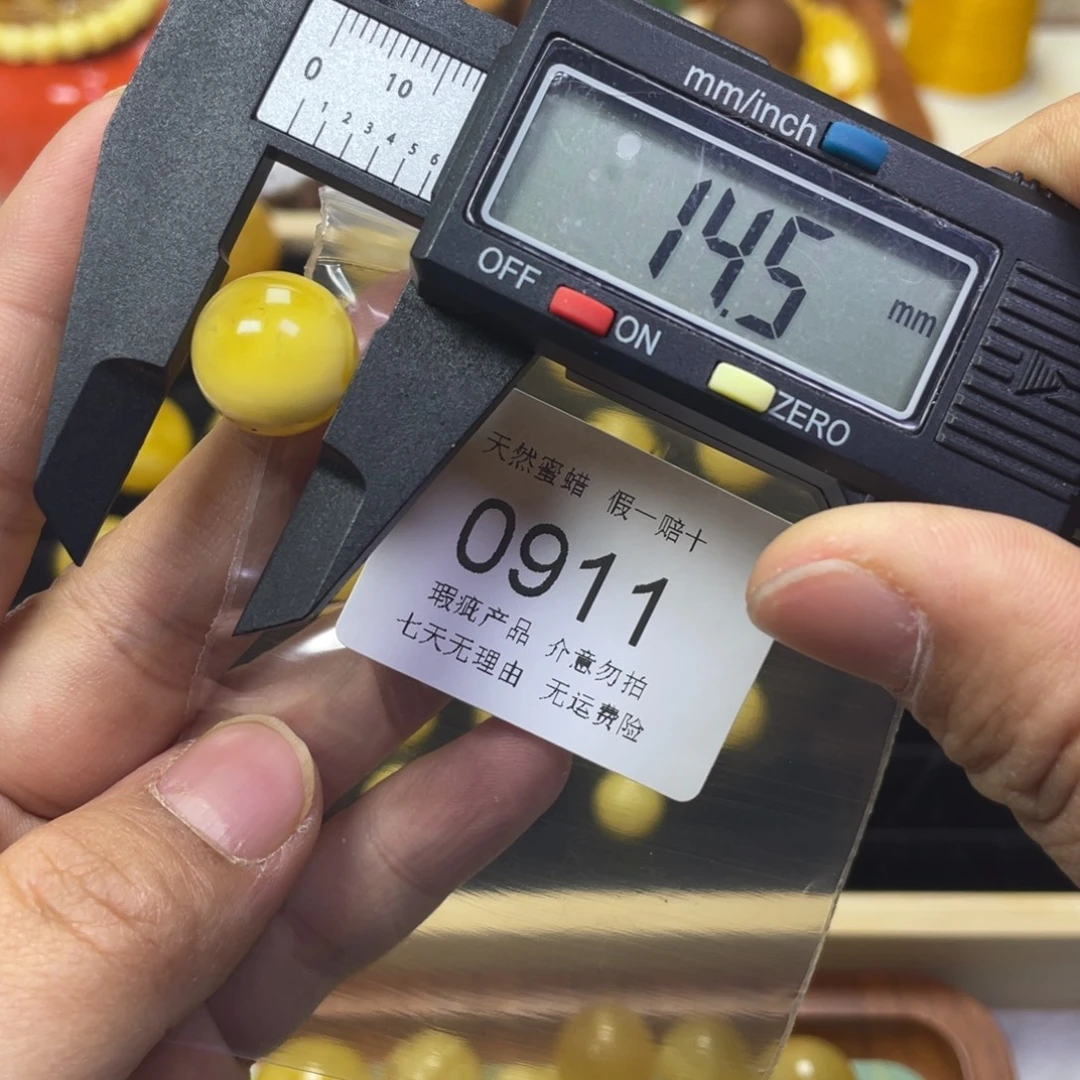 0 10
1 2 3 4 5 6
mm/inch
14.5 mm
OFF ON
ZERO
天然蜜蜡 假一赔十
0911
瑕疵产品 介意勿拍
七天无理由 无运费险